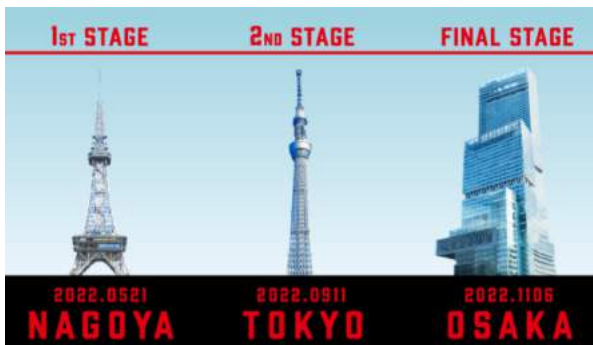 1ST STAGE
2ND STAGE
FINAL STAGE
2022.0521
NAGOYA
2022.0911
TOKYO
2022.1106
OSAKA